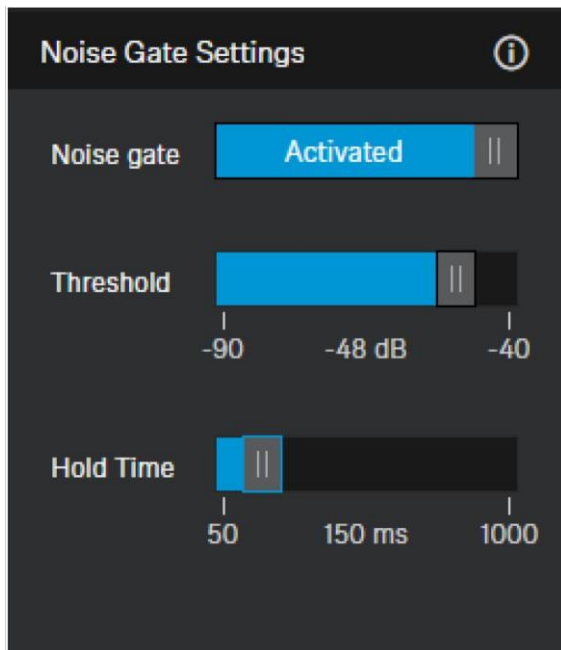 Noise Gate Settings
Noise gate
Activated
Threshold
-90
-48 dB
-40
Hold Time
50
150 ms
1000